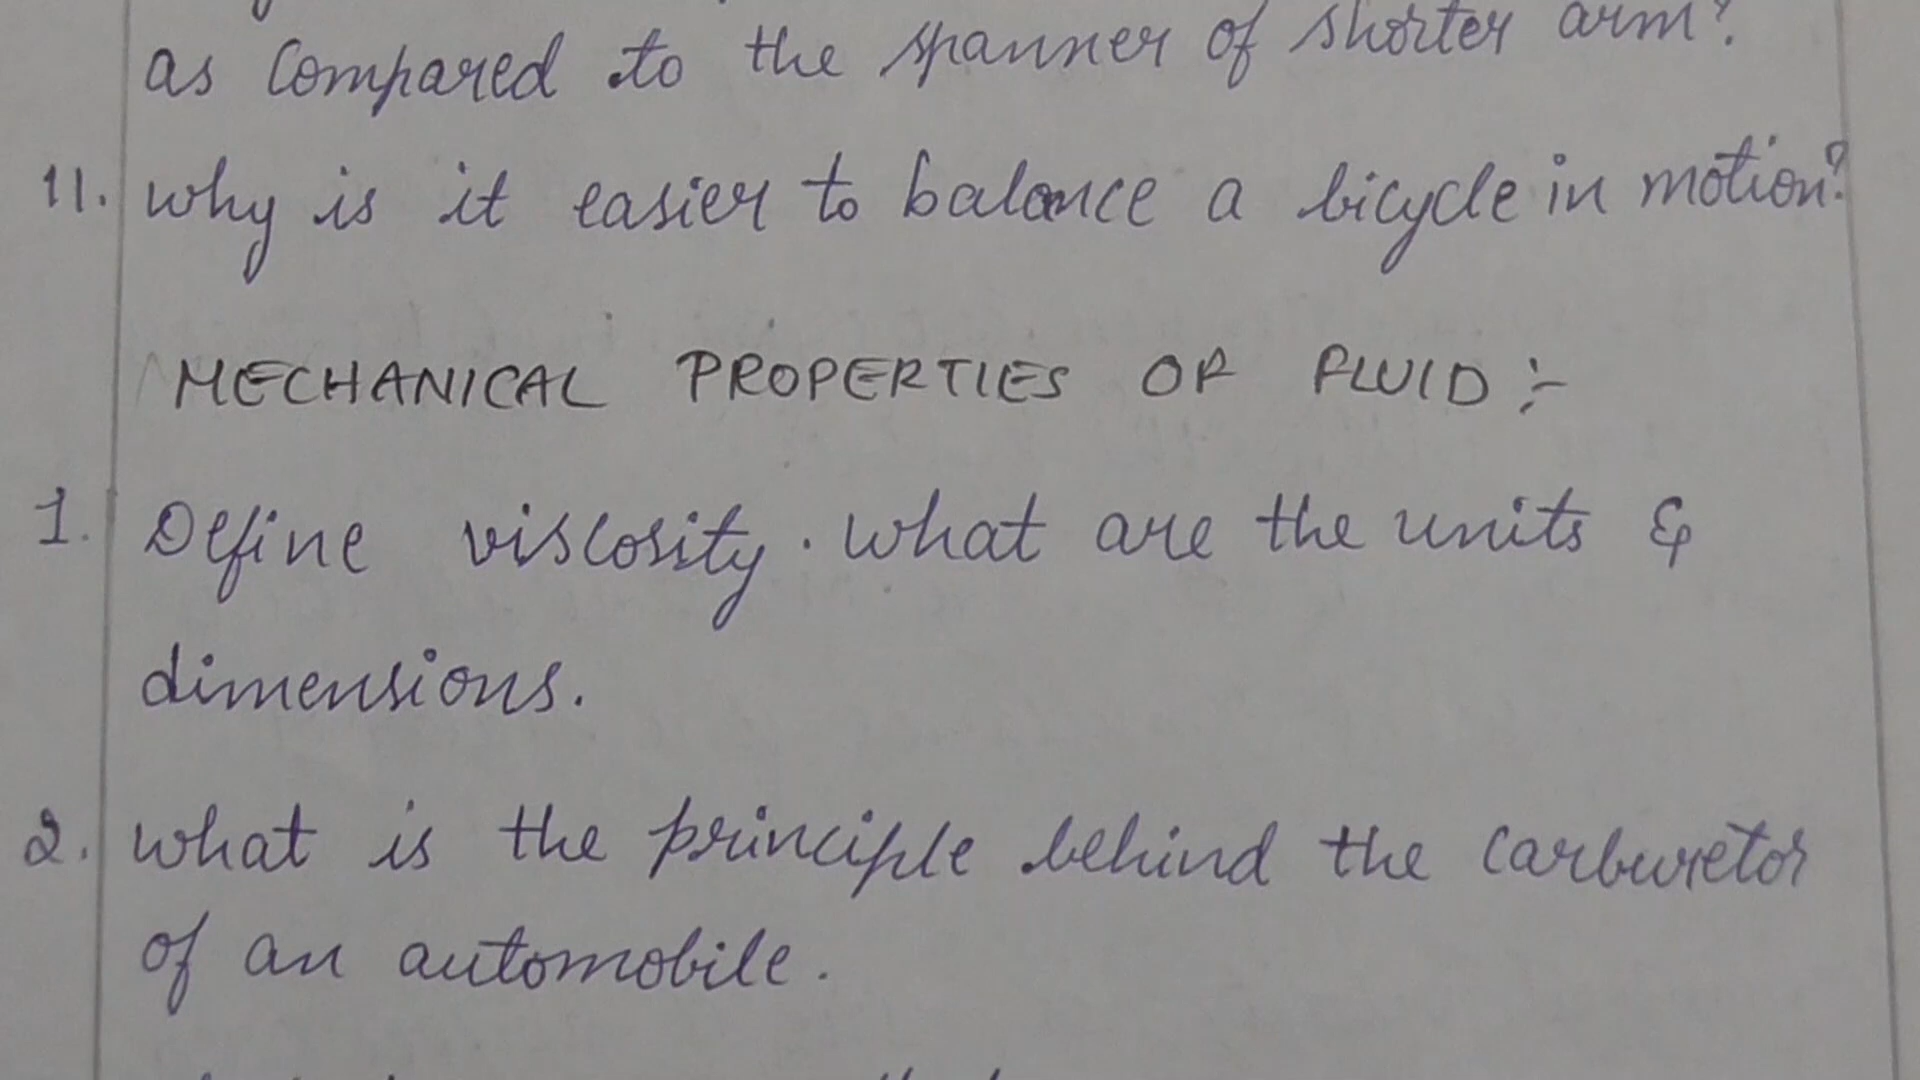 as compared to the spanner of shorter arm?
11. why is it easier to balance a bicycle in motion?
MECHANICAL PROPERTIES OF FLUID :-
1. Define viscosity. what are the units &
dimensions.
2. what is the principle behind the carburetor
of an automobile.